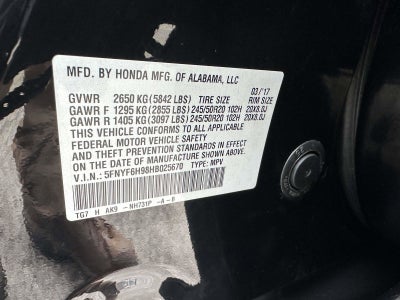 MFD. BY HONDA MFG. OF ALABAMA, LLC 03/17
GVWR 2650 KG(5842 LBS) TIRE SIZE RIM SIZE
GAWR F 1295 KG(2855 LBS) 245/50R20 102H 20X8.0J
GAWR R 1405 KG(3097 LBS) 245/50R20 102H 20X8.0J
THIS VEHICLE CONFORMS TO ALL APPLICABLE
FEDERAL MOTOR VEHICLE SAFETY
AND THEFT PREVENTION STANDARDS IN EFFECT
ON THE DATE OF MANUFACTURE SHOWN ABOVE.
V.I.N.: 5FNYF6H98HB025670 TYPE: MPV
TG7 H AK9 -NH731P -A -B